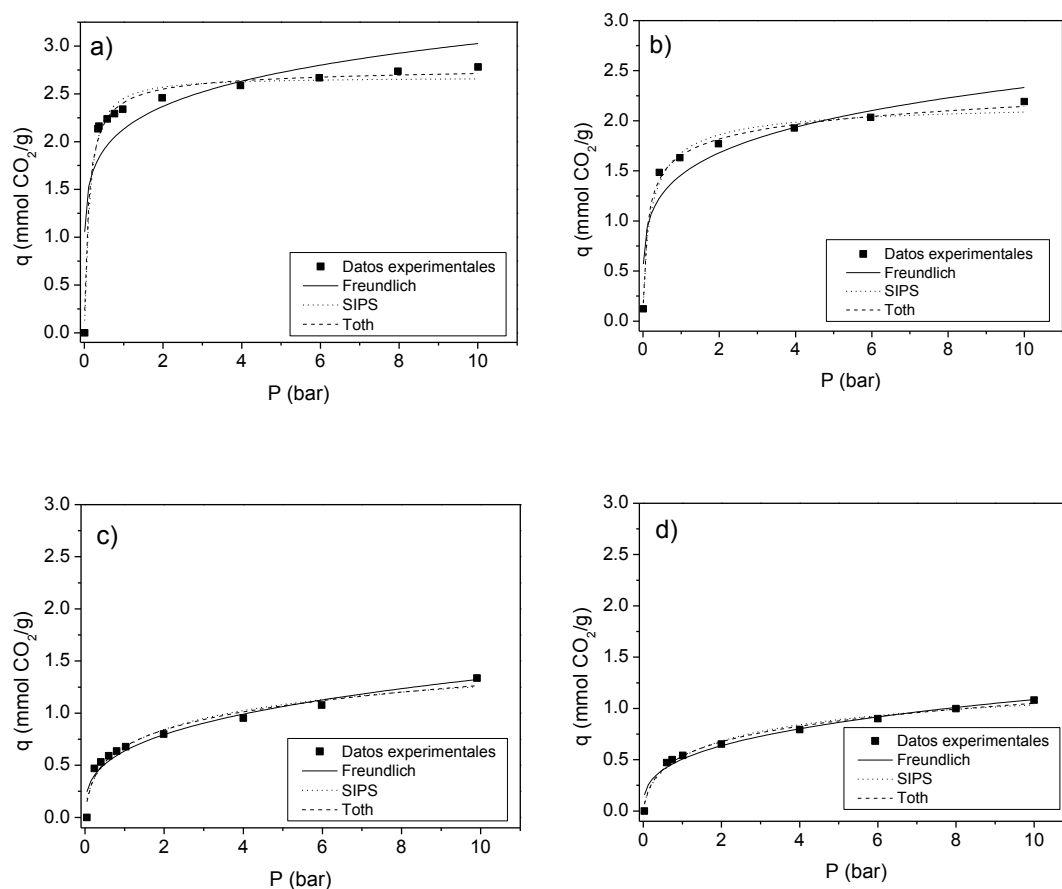 a)
q (mmol CO₂/g)
3.0
2.5
2.0
1.5
1.0
0.5
0.0
0 2 4 6 8 10
P (bar)
Datos experimentales
Freundlich
SIPS
Toth
b)
q (mmol CO₂/g)
3.0
2.5
2.0
1.5
1.0
0.5
0.0
0 2 4 6 8 10
P (bar)
Datos experimentales
Freundlich
SIPS
Toth
c)
q (mmol CO₂/g)
3.0
2.5
2.0
1.5
1.0
0.5
0.0
0 2 4 6 8 10
P (bar)
Datos experimentales
Freundlich
SIPS
Toth
d)
q (mmol CO₂/g)
3.0
2.5
2.0
1.5
1.0
0.5
0.0
0 2 4 6 8 10
P (bar)
Datos experimentales
Freundlich
SIPS
Toth